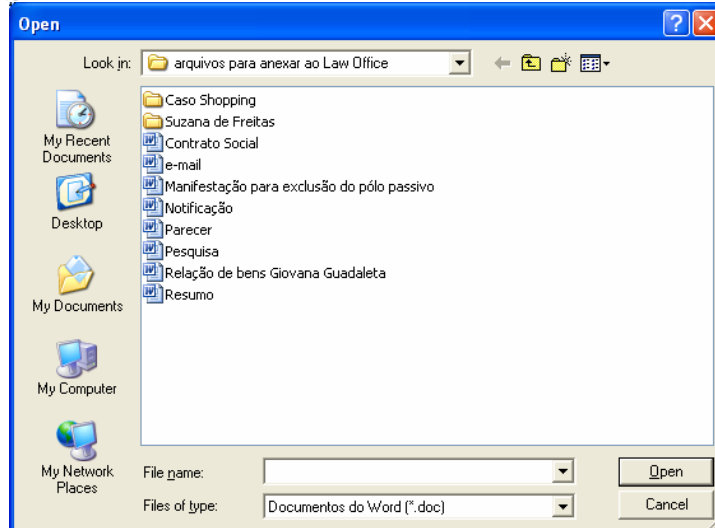 Open
Look in: arquivos para anexar ao Law Office
My Recent
Documents
Desktop
My Documents
My Computer
My Network
Places
Caso Shopping
Suzana de Freitas
Contrato Social
e-mail
Manifestação para exclusão do pólo passivo
Notificação
Parecer
Pesquisa
Relação de bens Giovana Guadaleta
Resumo
File name:
Open
Files of type: Documentos do Word (*.doc)
Cancel